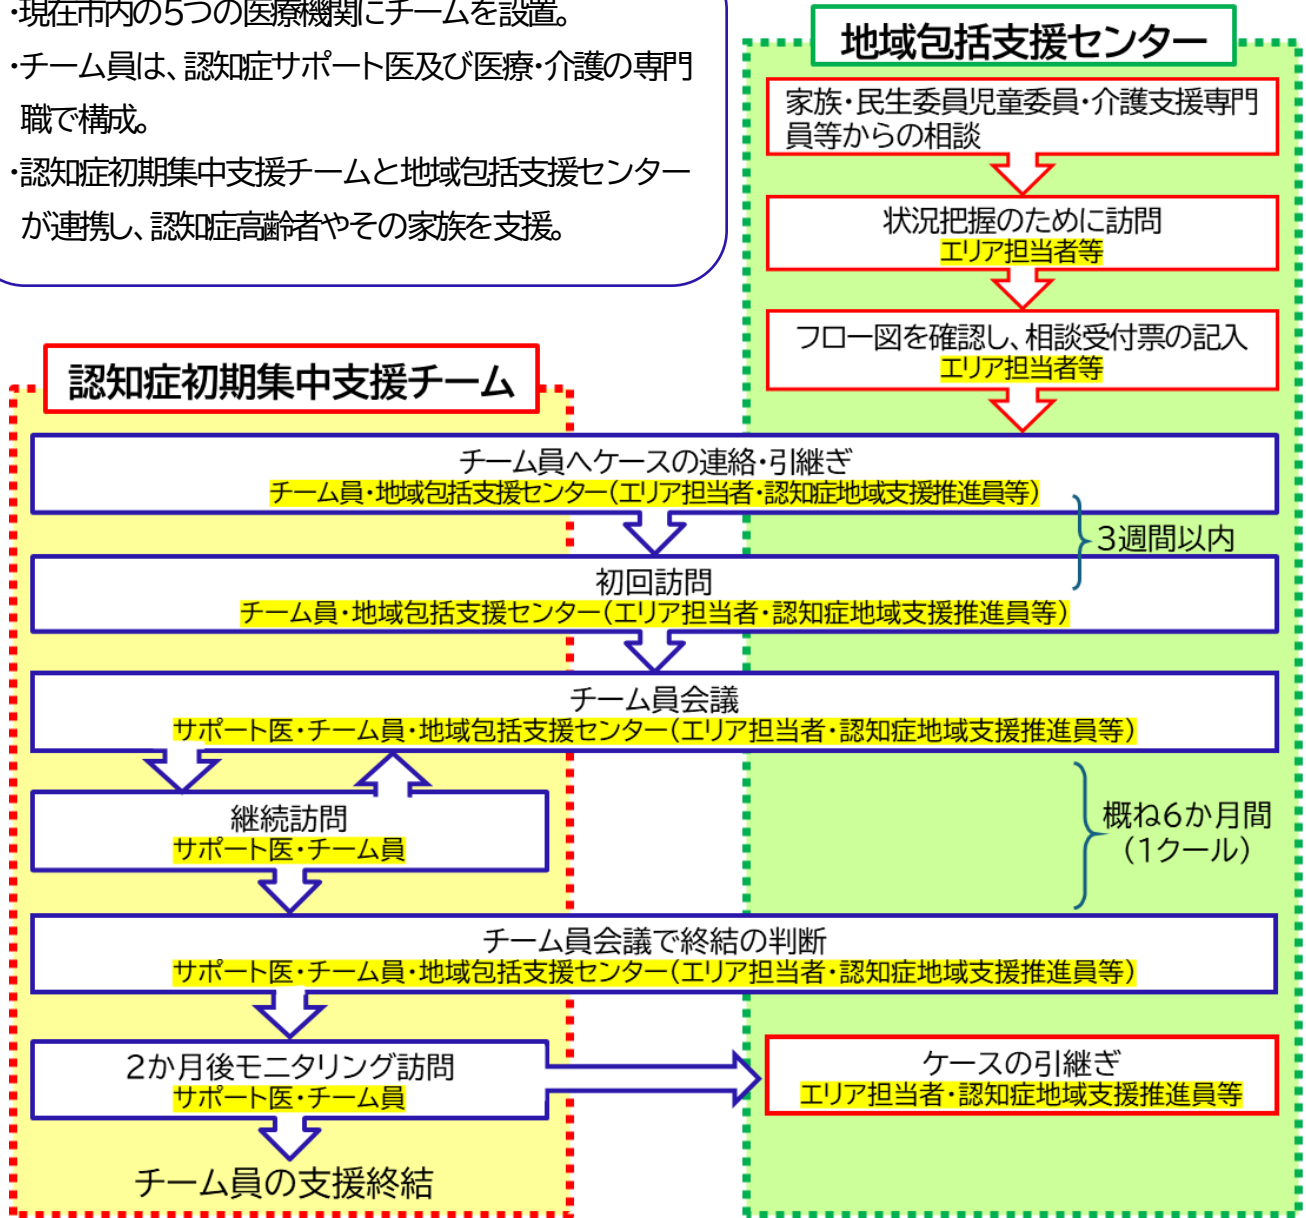 ・現在市内の5つの医療機関にチームを設置。
・チーム員は、認知症サポート医及び医療・介護の専門
職で構成。
・認知症初期集中支援チームと地域包括支援センター
が連携し、認知症高齢者やその家族を支援。
地域包括支援センター
家族・民生委員児童委員・介護支援専門
員等からの相談
状況把握のために訪問
エリア担当者等
フロー図を確認し、相談受付票の記入
エリア担当者等
認知症初期集中支援チーム
チーム員へケースの連絡・引継ぎ
チーム員・地域包括支援センター(エリア担当者・認知症地域支援推進員等)
3週間以内
初回訪問
チーム員・地域包括支援センター(エリア担当者・認知症地域支援推進員等)
チーム員会議
サポート医・チーム員・地域包括支援センター(エリア担当者・認知症地域支援推進員等)
継続訪問
サポート医・チーム員
概ね6か月間
(1クール)
チーム員会議で終結の判断
サポート医・チーム員・地域包括支援センター(エリア担当者・認知症地域支援推進員等)
2か月後モニタリング訪問
サポート医・チーム員
ケースの引継ぎ
エリア担当者・認知症地域支援推進員等
チーム員の支援終結